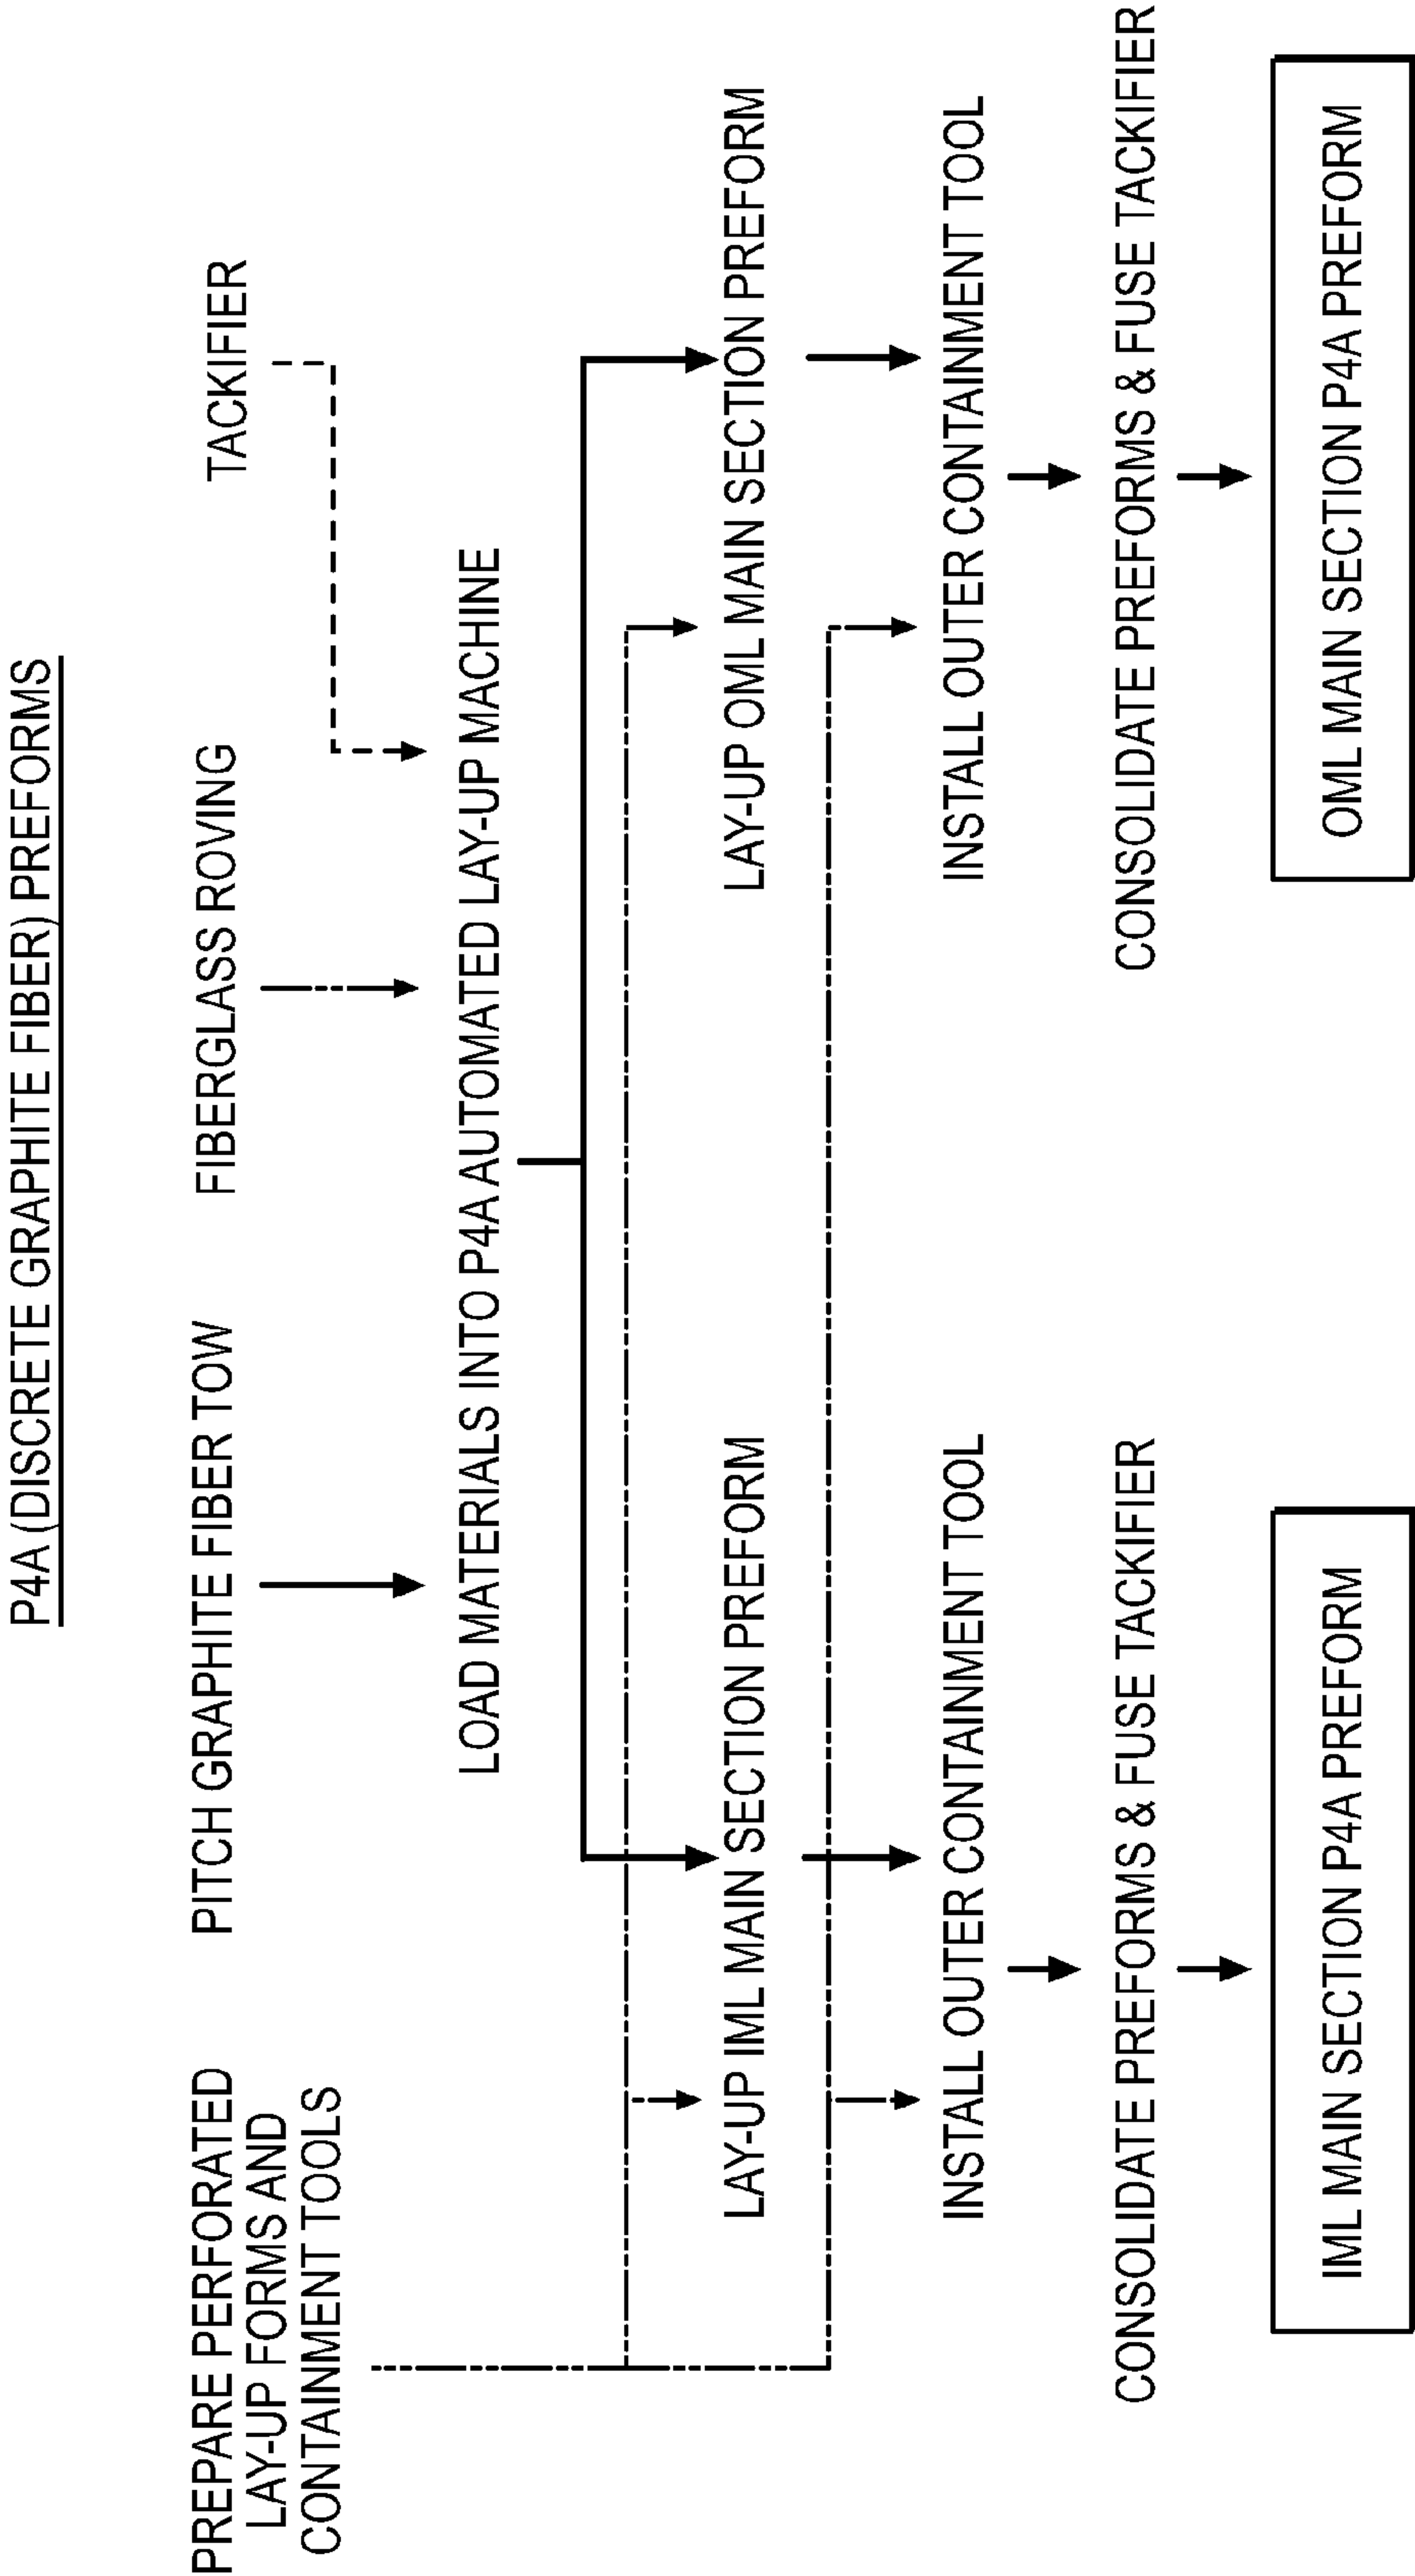 P4A (DISCRETE GRAPHITE FIBER) PREFORMS
PREPARE PERFORATED
LAY-UP FORMS AND
CONTAINMENT TOOLS
PITCH GRAPHITE FIBER TOW
FIBERGLASS ROVING
TACKIFIER
LOAD MATERIALS INTO P4A AUTOMATED LAY-UP MACHINE
LAY-UP IML MAIN SECTION PREFORM
LAY-UP OML MAIN SECTION PREFORM
INSTALL OUTER CONTAINMENT TOOL
INSTALL OUTER CONTAINMENT TOOL
CONSOLIDATE PREFORMS & FUSE TACKIFIER
CONSOLIDATE PREFORMS & FUSE TACKIFIER
IML MAIN SECTION P4A PREFORM
OML MAIN SECTION P4A PREFORM